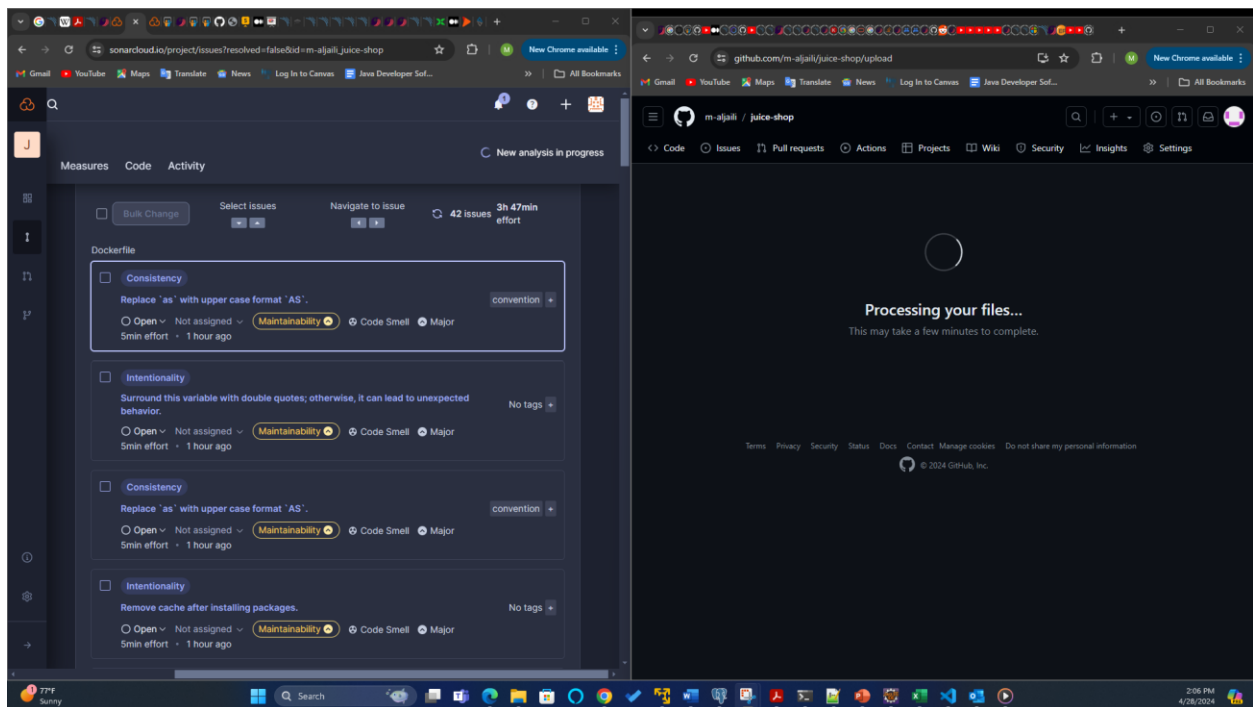 sonarcloud.io/project/issues?resolved=false&id=m-aljaili_juice-shop
M
New Chrome available
Gmail
YouTube
Maps
Translate
News
Log In to Canvas
Java Developer Sof...
»
All Bookmarks
1
J
New analysis in progress
Measures
Code
Activity
Bulk Change
Select issues
Navigate to issue
42 issues
3h 47min
effort
Dockerfile
Consistency
Replace `as` with upper case format `AS`.
convention +
Open
Not assigned
Maintainability
Code Smell
Major
5min effort • 1 hour ago
Intentionality
Surround this variable with double quotes; otherwise, it can lead to unexpected
behavior.
No tags +
Open
Not assigned
Maintainability
Code Smell
Major
5min effort • 1 hour ago
Consistency
Replace `as` with upper case format `AS`.
convention +
Open
Not assigned
Maintainability
Code Smell
Major
5min effort • 1 hour ago
Intentionality
Remove cache after installing packages.
No tags +
Open
Not assigned
Maintainability
Code Smell
Major
5min effort • 1 hour ago
github.com/m-aljaili/juice-shop/upload
M
New Chrome available
Gmail
YouTube
Maps
Translate
News
Log In to Canvas
Java Developer Sof...
»
All Bookmarks
m-aljaili / juice-shop
Code
Issues
Pull requests
Actions
Projects
Wiki
Security
Insights
Settings
Processing your files...
This may take a few minutes to complete.
Terms
Privacy
Security
Status
Docs
Contact
Manage cookies
Do not share my personal information
© 2024 GitHub, Inc.
1
77°F
Sunny
Search
2:06 PM
4/28/2024